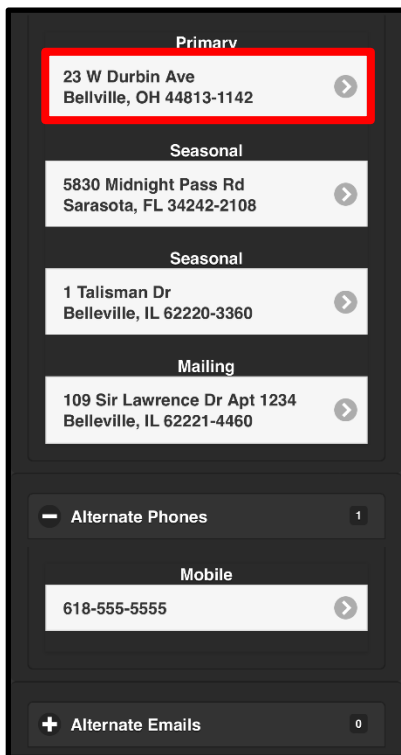 Primary
23 W Durbin Ave
Bellville, OH 44813-1142
Seasonal
5830 Midnight Pass Rd
Sarasota, FL 34242-2108
Seasonal
1 Talisman Dr
Belleville, IL 62220-3360
Mailing
109 Sir Lawrence Dr Apt 1234
Belleville, IL 62221-4460
Alternate Phones 1
Mobile
618-555-5555
Alternate Emails 0